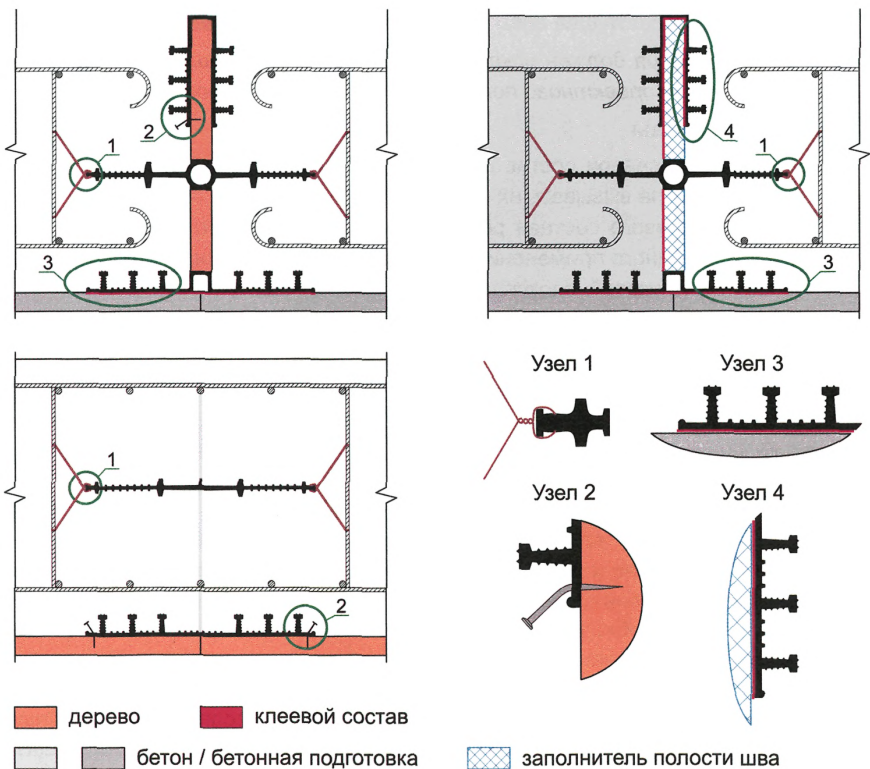 2
1
3
4
1
3
1
2
Узел 1
Узел 3
Узел 2
Узел 4
дерево
клеевой состав
бетон / бетонная подготовка
заполнитель полости шва